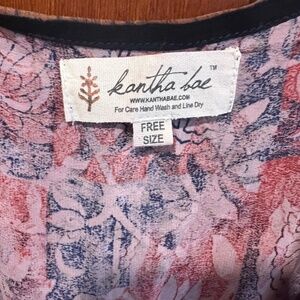 kantha bae™
WWW.KANTHABAE.COM
For Care Hand Wash and Line Dry
FREE
SIZE